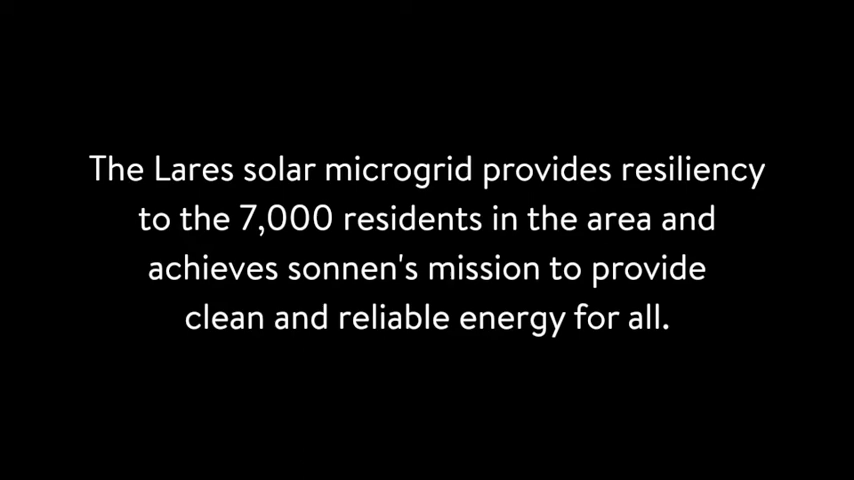 The Lares solar microgrid provides resiliency
to the 7,000 residents in the area and
achieves sonnen's mission to provide
clean and reliable energy for all.